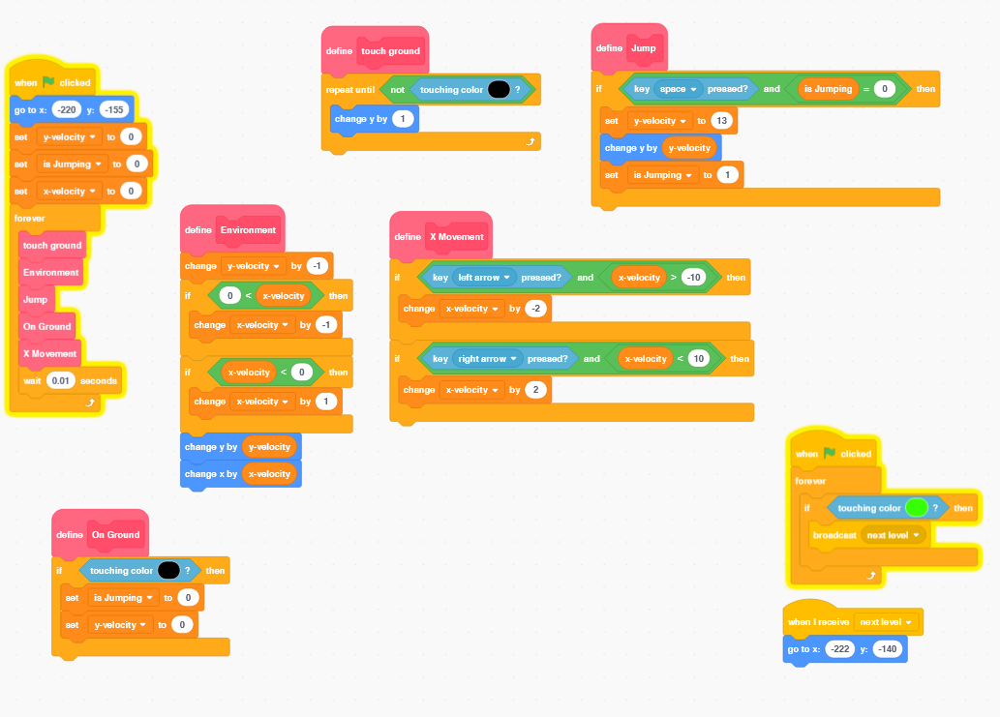 when clicked
go to x: -220 y: -155
set y-velocity to 0
set is Jumping to 0
set x-velocity to 0
forever
touch ground
Environment
Jump
On Ground
X Movement
wait 0.01 seconds
define touch ground
repeat until not touching color ?
change y by 1
define Jump
if key space pressed? and is Jumping = 0 then
set y-velocity to 13
change y by y-velocity
set is Jumping to 1
define Environment
change y-velocity by -1
if 0 < x-velocity then
change x-velocity by -1
if x-velocity < 0 then
change x-velocity by 1
change y by y-velocity
change x by x-velocity
define X Movement
if key left arrow pressed? and x-velocity > -10 then
change x-velocity by -2
if key right arrow pressed? and x-velocity < 10 then
change x-velocity by 2
define On Ground
if touching color ? then
set is Jumping to 0
set y-velocity to 0
when clicked
forever
if touching color ? then
broadcast next level
when I receive next level
go to x: -222 y: -140